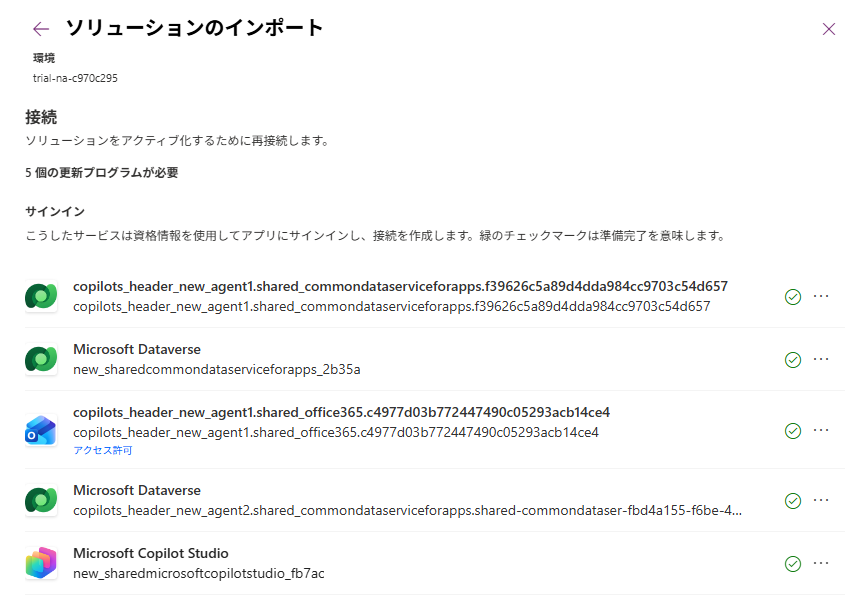 ソリューションのインポート
環境
trial-na-c970c295
接続
ソリューションをアクティブ化するために再接続します。
5 個の更新プログラムが必要
サインイン
こうしたサービスは資格情報を使用してアプリにサインインし、接続を作成します。緑のチェックマークは準備完了を意味します。
copilots_header_new_agent1.shared_commondataserviceforapps.f39626c5a89d4dda984cc9703c54d657
copilots_header_new_agent1.shared_commondataserviceforapps.f39626c5a89d4dda984cc9703c54d657
Microsoft Dataverse
new_sharedcommondataserviceforapps_2b35a
copilots_header_new_agent1.shared_office365.c4977d03b772447490c05293acb14ce4
copilots_header_new_agent1.shared_office365.c4977d03b772447490c05293acb14ce4
アクセス許可
Microsoft Dataverse
copilots_header_new_agent2.shared_commondataserviceforapps.shared-commondataser-fbd4a155-f6be-4...
Microsoft Copilot Studio
new_sharedmicrosoftcopilotstudio_fb7ac